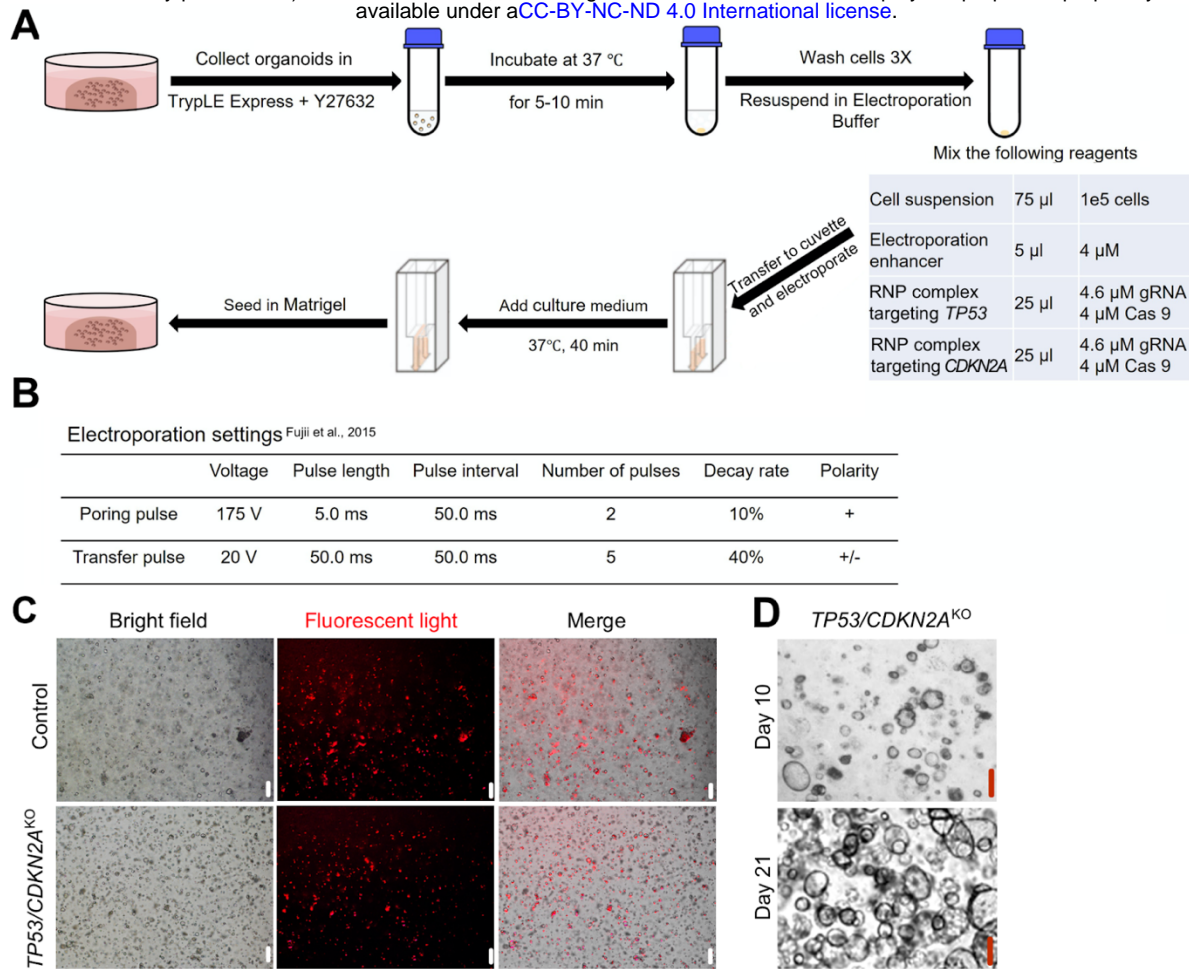 available under aCC-BY-NC-ND 4.0 International license.
A
Collect organoids in
TrypLE Express + Y27632
Incubate at 37 ℃
for 5-10 min
Wash cells 3X
Resuspend in Electroporation
Buffer
Mix the following reagents
Cell suspension 75 µl 1e5 cells
Electroporation
enhancer 5 µl 4 µM
RNP complex
targeting TP53 25 µl 4.6 µM gRNA
4 µM Cas 9
RNP complex
targeting CDKN2A 25 µl 4.6 µM gRNA
4 µM Cas 9
Transfer to cuvette
and electroporate
Add culture medium
37℃, 40 min
Seed in Matrigel
B
Electroporation settings Fujii et al., 2015
Voltage Pulse length Pulse interval Number of pulses Decay rate Polarity
Poring pulse 175 V 5.0 ms 50.0 ms 2 10% +
Transfer pulse 20 V 50.0 ms 50.0 ms 5 40% +/-
C
Bright field Fluorescent light Merge
Control
TP53/CDKN2AKO
D
TP53/CDKN2AKO
Day 10
Day 21